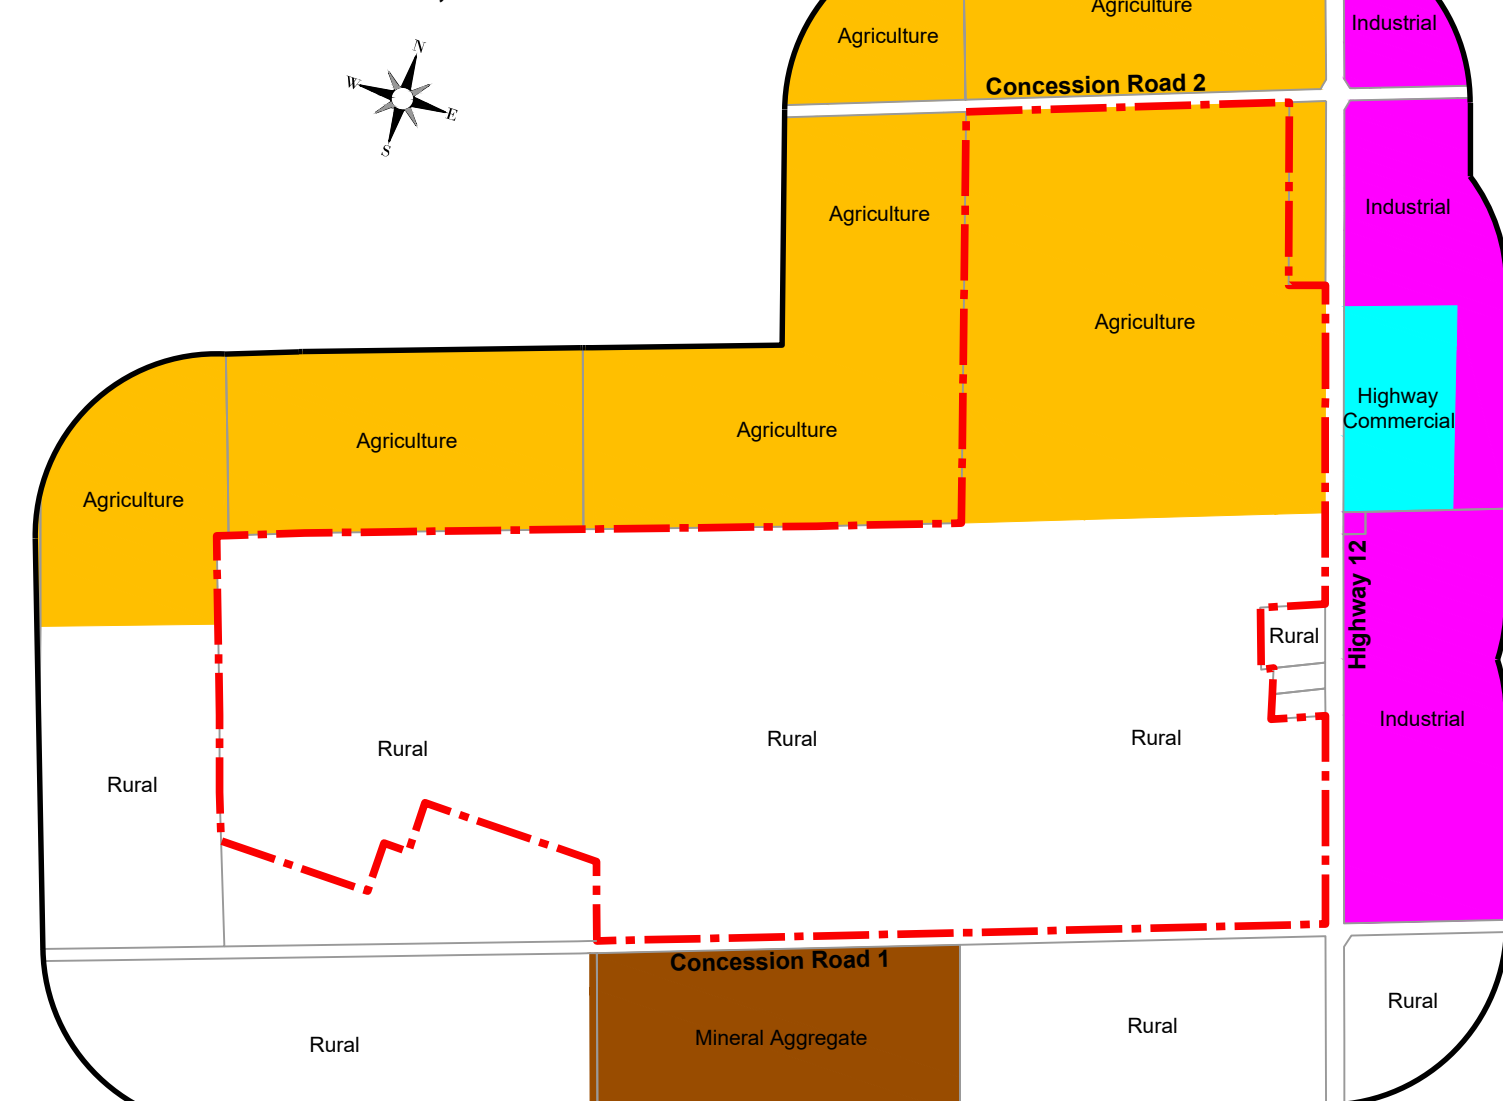 Agriculture
Industrial
Agriculture
N
W
E
S
Concession Road 2
Agriculture
Industrial
Agriculture
Highway
Commercial
Agriculture
Agriculture
Agriculture
Highway 12
Rural
Industrial
Rural
Rural
Rural
Rural
Concession Road 1
Rural
Rural
Mineral Aggregate
Rural